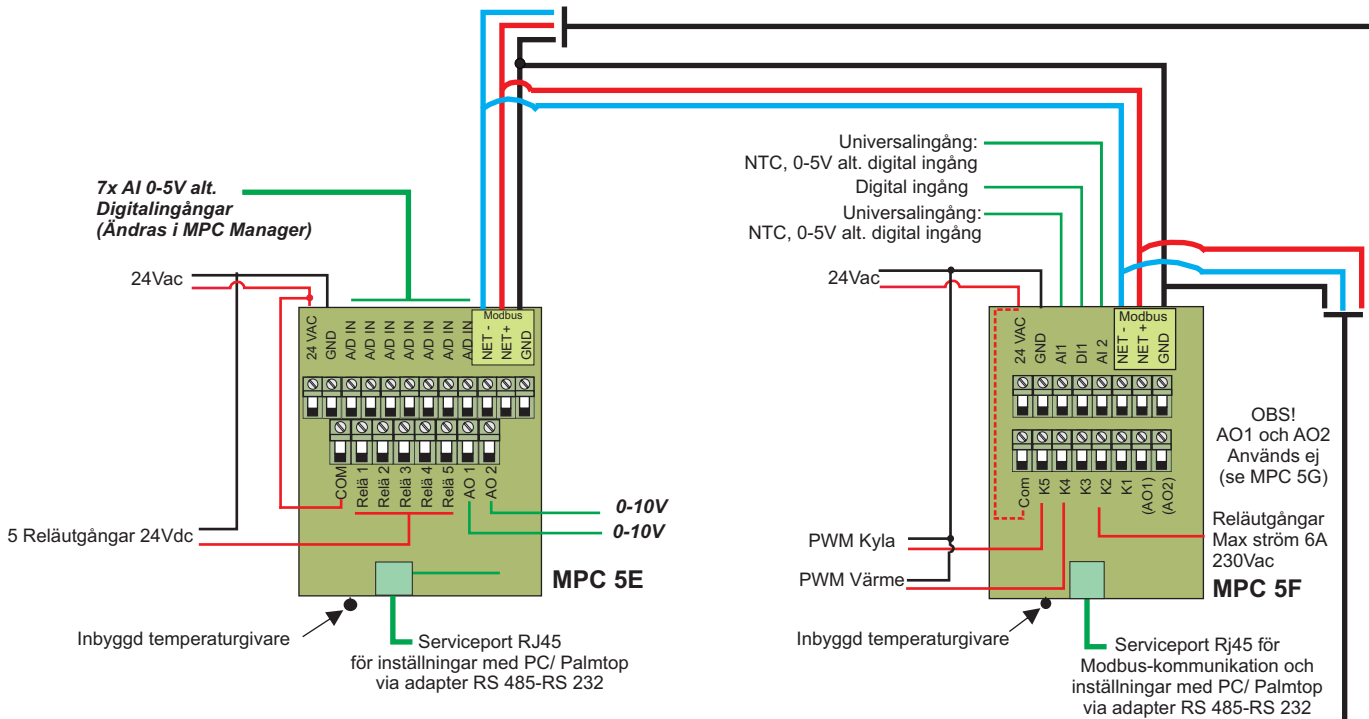 7x AI 0-5V alt.
Digitalingångar
(Ändras i MPC Manager)
24Vac
24 VAC
GND
A/D IN
A/D IN
A/D IN
A/D IN
A/D IN
A/D IN
A/D IN
Modbus
NET -
NET+
GND
COM
Relä 1
Relä 2
Relä 3
Relä 4
Relä 5
AO 1
AO 2
0-10V
0-10V
5 Reläutgångar 24Vdc
MPC 5E
Inbyggd temperaturgivare
Serviceport RJ45
för inställningar med PC/ Palmtop
via adapter RS 485-RS 232
Universalingång:
NTC, 0-5V alt. digital ingång
Digital ingång
Universalingång:
NTC, 0-5V alt. digital ingång
24Vac
24 VAC
GND
AI1
DI1
AI 2
Modbus
NET -
NET +
GND
Com
K5
K4
K3
K2
K1
(AO1)
(AO2)
OBS!
AO1 och AO2
Används ej
(se MPC 5G)
Reläutgångar
Max ström 6A
230Vac
PWM Kyla
PWM Värme
MPC 5F
Inbyggd temperaturgivare
Serviceport Rj45 för
Modbus-kommunikation och
inställningar med PC/ Palmtop
via adapter RS 485-RS 232